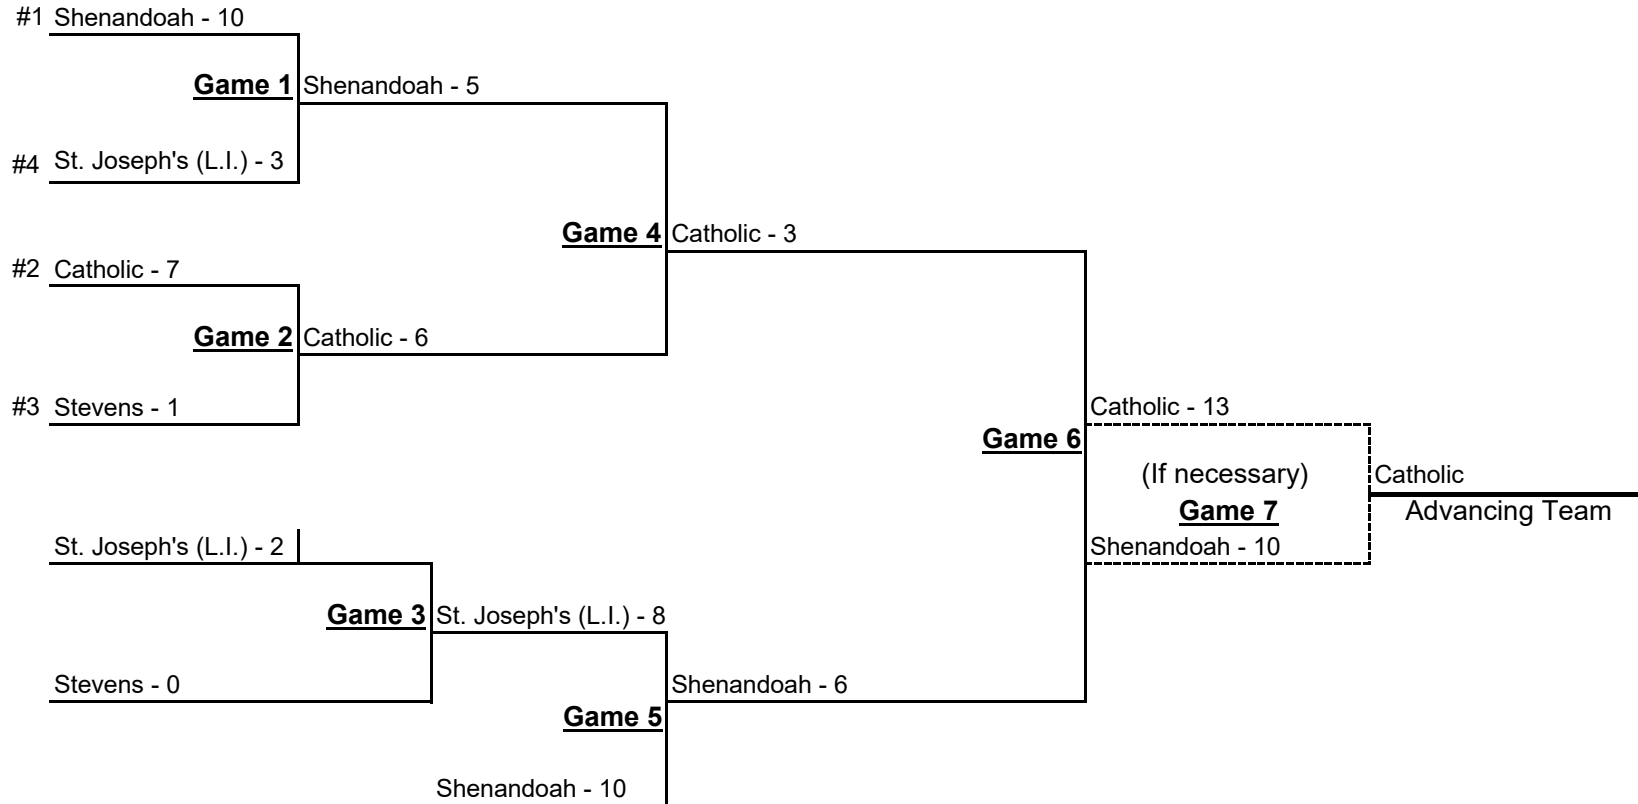 #1 Shenandoah - 10
Game 1 Shenandoah - 5
#4 St. Joseph's (L.I.) - 3
Game 4 Catholic - 3
#2 Catholic - 7
Game 2 Catholic - 6
#3 Stevens - 1
Catholic - 13
Game 6
(If necessary)
Catholic
Game 7
Advancing Team
St. Joseph's (L.I.) - 2
Shenandoah - 10
Game 3 St. Joseph's (L.I.) - 8
Stevens - 0
Shenandoah - 6
Game 5
Shenandoah - 10